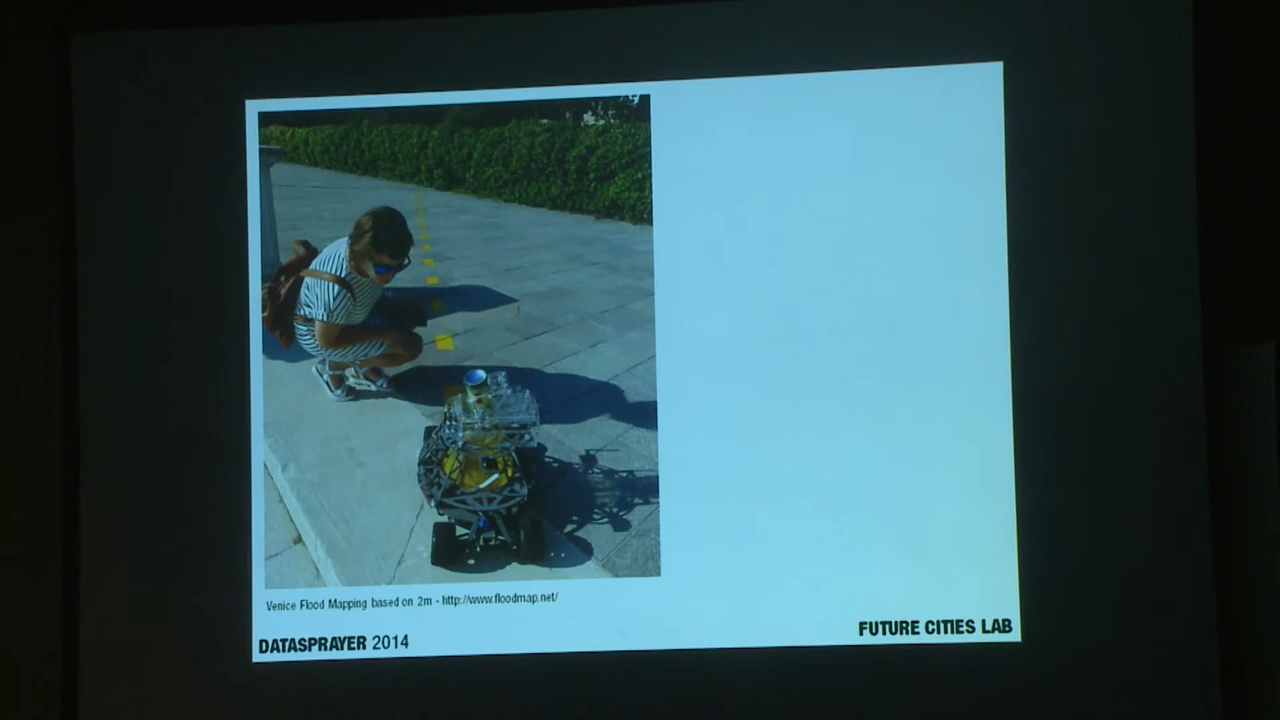 Venice Flood Mapping based on 2m - http://www.floodmap.net/
DATASPRAYER 2014
FUTURE CITIES LAB